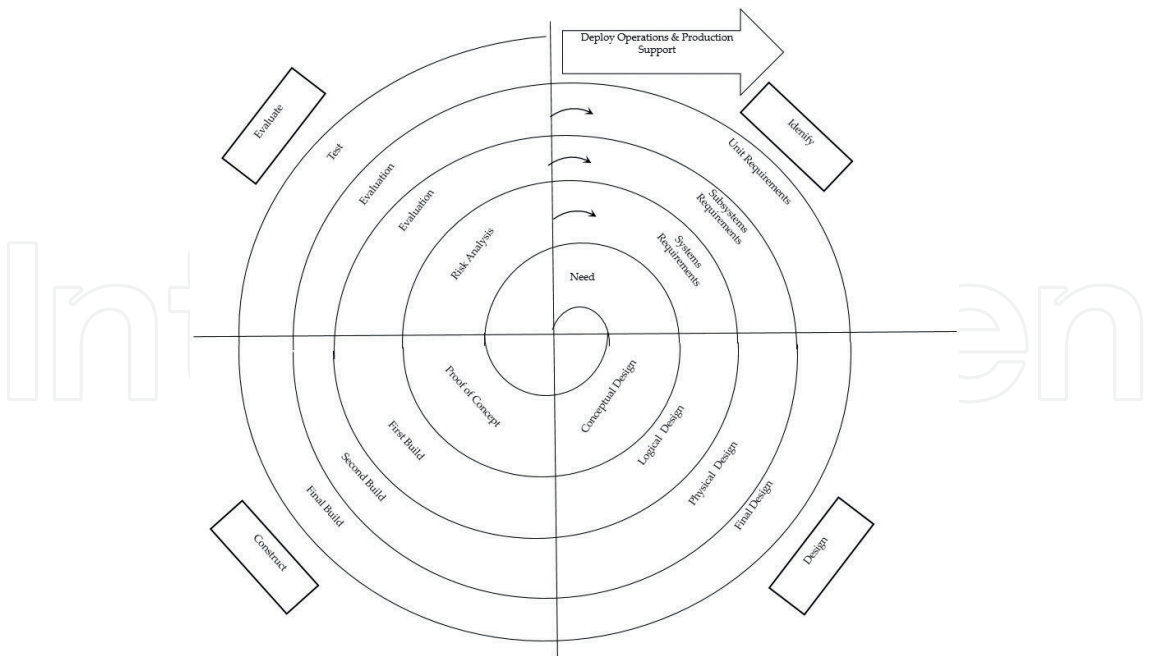 Deploy Operations & Production
Support
Evaluate
Idenify
Test
Unit Requirements
Evaluation
Subsystems
Requirements
Evaluation
Risk Analysis
Systems
Requirements
Need
Proof of Concept
Conceptual Design
First Build
Logical Design
Second Build
Physical Design
Final Build
Final Design
Construct
Design